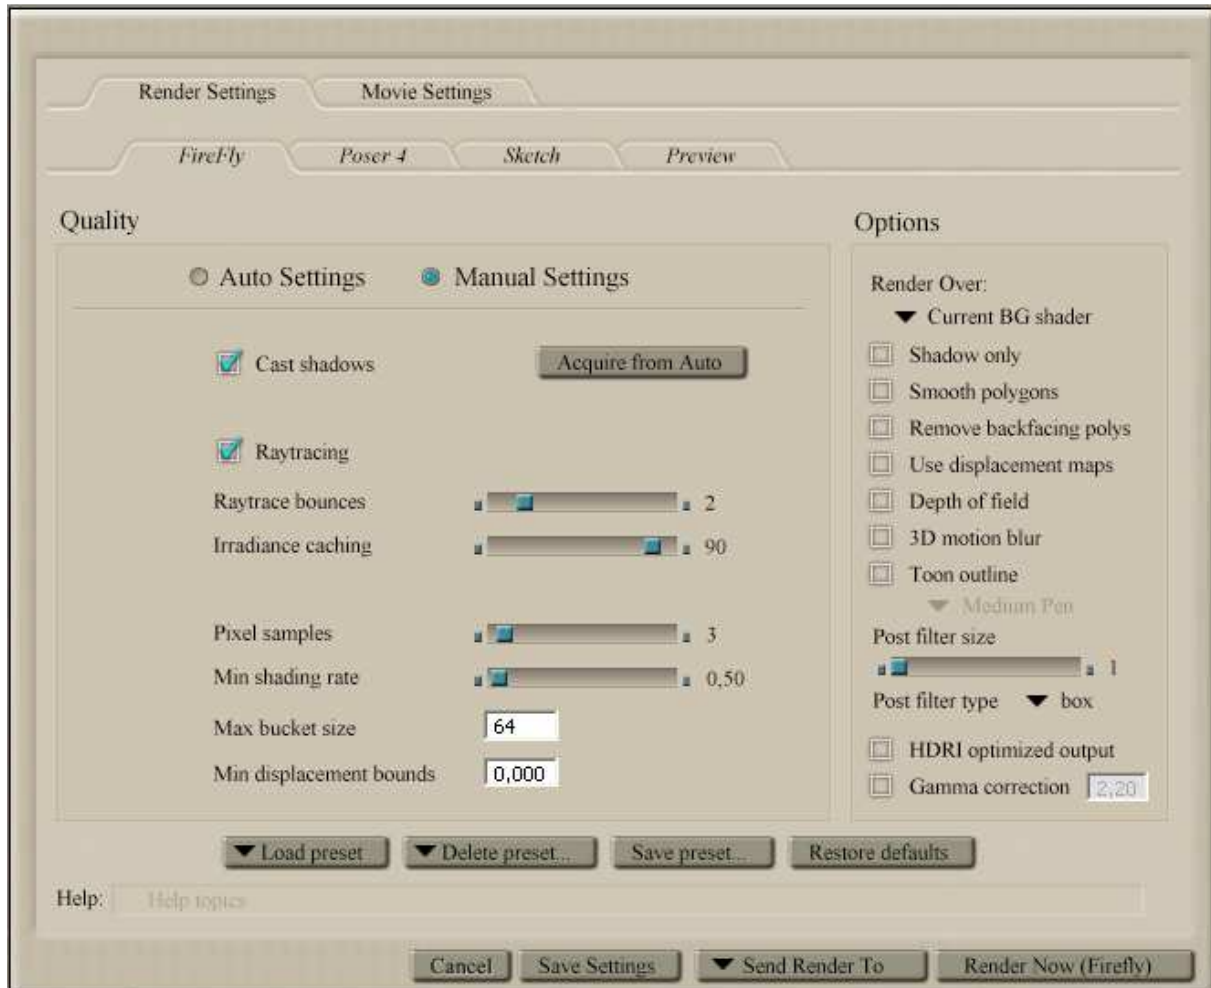 Render Settings Movie Settings
FireFly Poser 4 Sketch Preview
Quality
Auto Settings Manual Settings
Cast shadows Acquire from Auto
Raytracing
Raytrace bounces 2
Irradiance caching 90
Pixel samples 3
Min shading rate 0,50
Max bucket size 64
Min displacement bounds 0,000
Options
Render Over:
Current BG shader
Shadow only
Smooth polygons
Remove backfacing polys
Use displacement maps
Depth of field
3D motion blur
Toon outline
Medium Pen
Post filter size
1
Post filter type box
HDRI optimized output
Gamma correction 2,20
Load preset Delete preset... Save preset... Restore defaults
Help: Help topics
Cancel Save Settings Send Render To Render Now (Firefly)